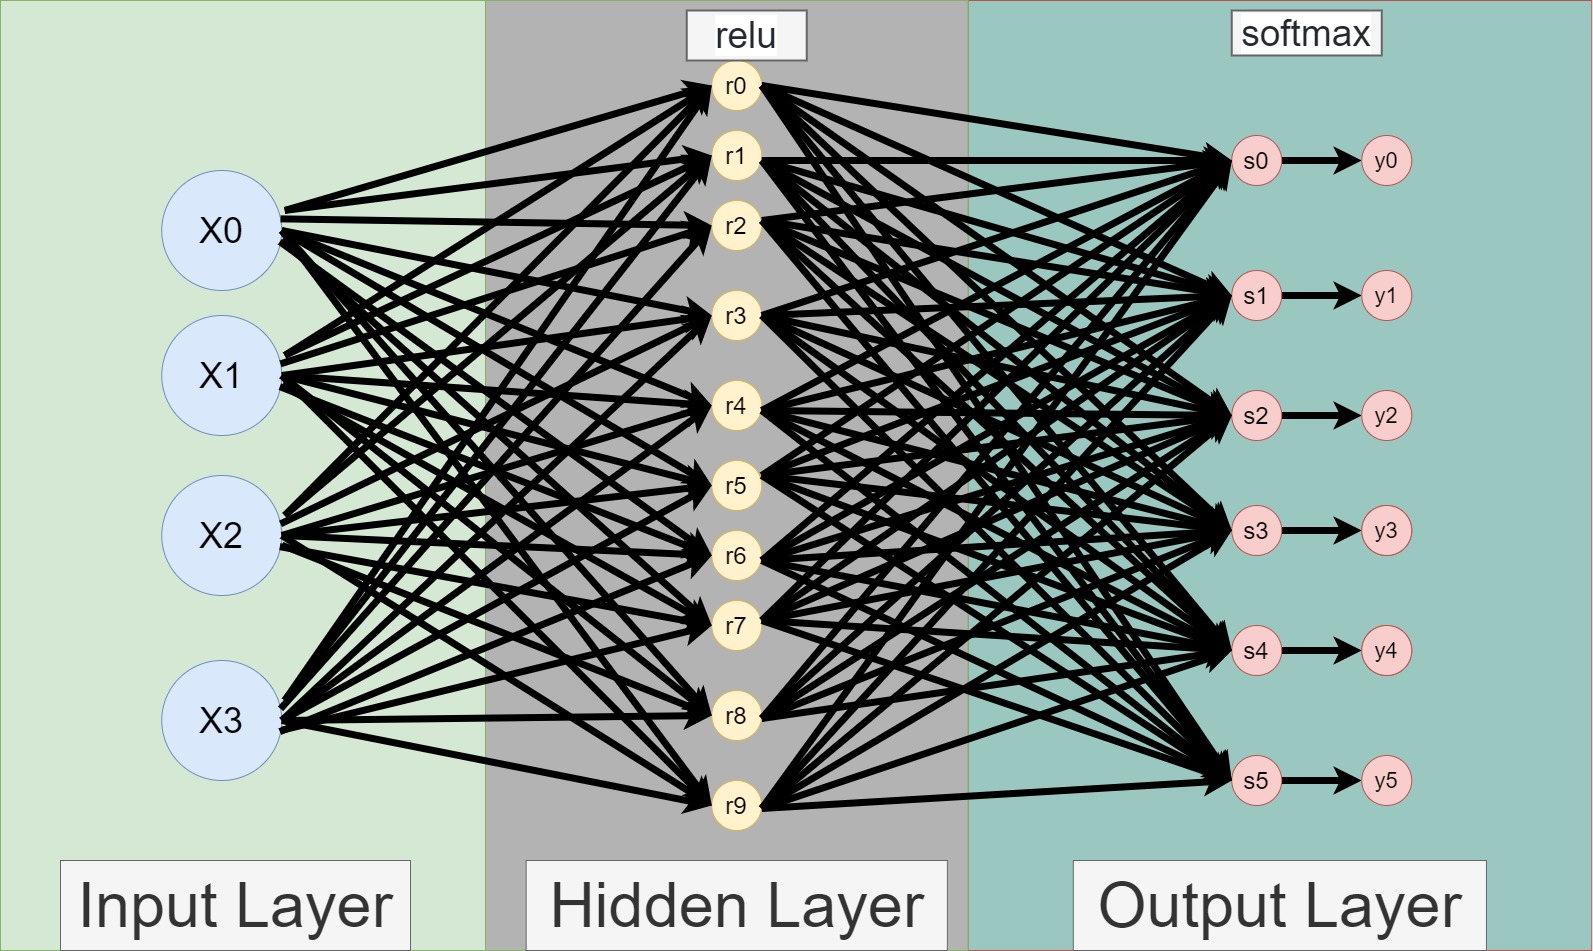 relu
softmax
X0
X1
X2
X3
r0
r1
r2
r3
r4
r5
r6
r7
r8
r9
s0
s1
s2
s3
s4
s5
y0
y1
y2
y3
y4
y5
Input Layer
Hidden Layer
Output Layer